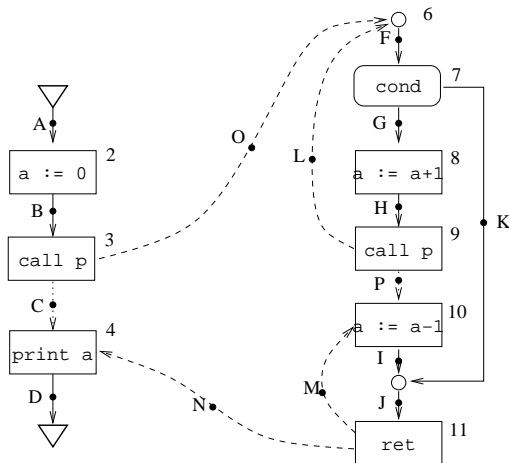 6
F
7
cond
A
O
G
K
2
L
8
a := 0
a := a+1
B
H
3
9
call p
call p
C
P
4
10
print a
a := a-1
I
D
M
N
J
11
ret